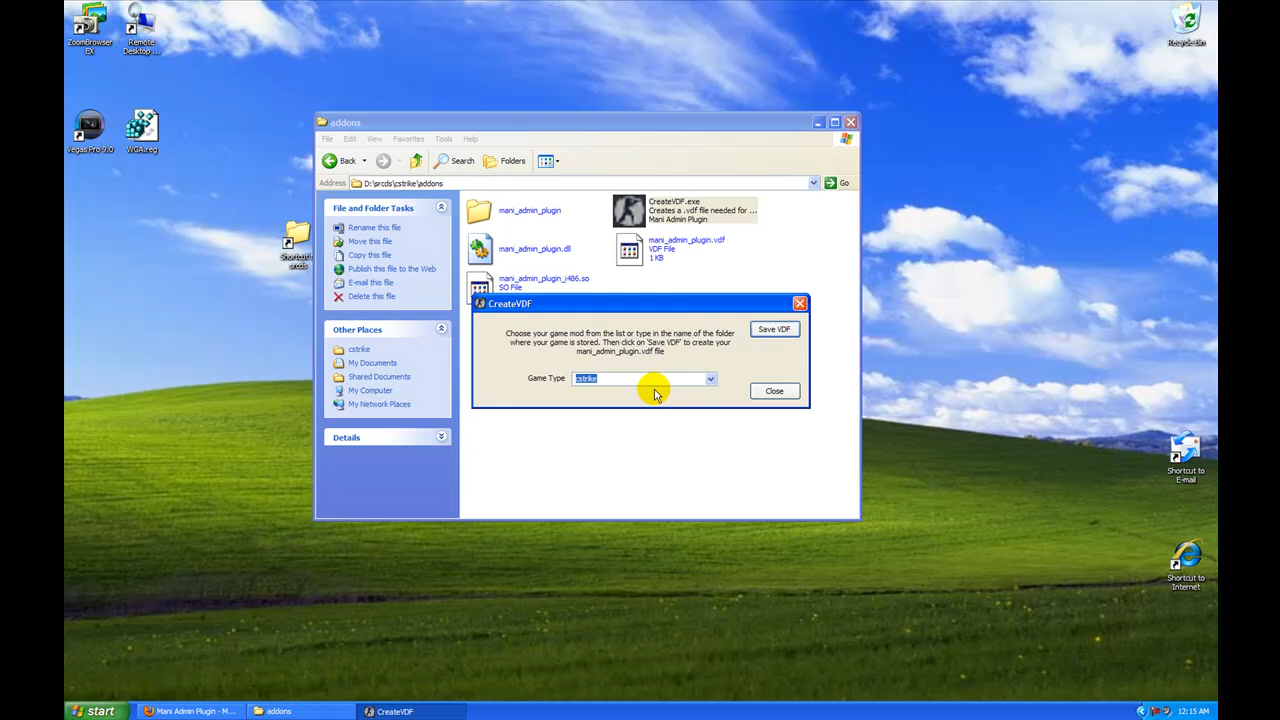 ZoomBrowser
EX
Remote
Desktop ...
Recycle Bin
Vegas Pro 9.0
WGA.reg
Shortcut t
srcds
addons
File Edit View Favorites Tools Help
Back Search Folders
Address D:\srcds\cstrike\addons Go
File and Folder Tasks
Rename this file
Move this file
Copy this file
Publish this file to the Web
E-mail this file
Delete this file
Other Places
cstrike
My Documents
Shared Documents
My Computer
My Network Places
Details
mani_admin_plugin
CreateVDF.exe
Creates a .vdf file needed for ...
Mani Admin Plugin
mani_admin_plugin.dll
mani_admin_plugin.vdf
VDF File
1 KB
mani_admin_plugin_i486.so
SO File
CreateVDF
Choose your game mod from the list or type in the name of the folder
where your game is stored. Then click on 'Save VDF' to create your
mani_admin_plugin.vdf file
Save VDF
Game Type cstrike
Close
Shortcut to
E-mail
Shortcut to
Internet
start
Mani Admin Plugin - M...
addons
CreateVDF
12:15 AM